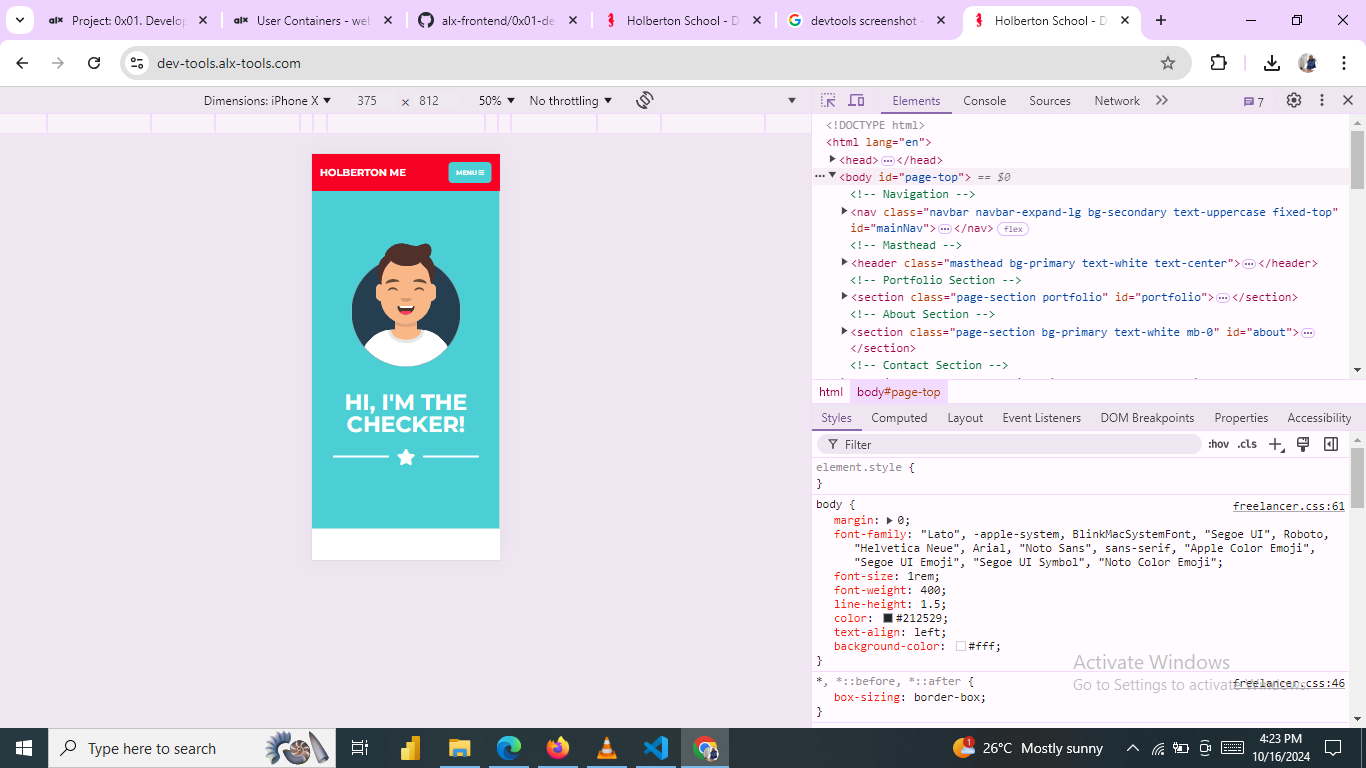 Project: 0x01. Develop
User Containers - web
alx-frontend/0x01-de
Holberton School - D
devtools screenshot -
Holberton School - D
dev-tools.alx-tools.com
Dimensions: iPhone X 375 × 812 50% No throttling
HOLBERTON ME
MENU
HI, I'M THE
CHECKER!
Elements Console Sources Network 7
<!DOCTYPE html>
<html lang="en">
<head> … </head>
… <body id="page-top"> == $0
<!-- Navigation -->
<nav class="navbar navbar-expand-lg bg-secondary text-uppercase fixed-top"
id="mainNav"> … </nav> flex
<!-- Masthead -->
<header class="masthead bg-primary text-white text-center"> … </header>
<!-- Portfolio Section -->
<section class="page-section portfolio" id="portfolio"> … </section>
<!-- About Section -->
<section class="page-section bg-primary text-white mb-0" id="about"> …
</section>
<!-- Contact Section -->
html body#page-top
Styles Computed Layout Event Listeners DOM Breakpoints Properties Accessibility
Filter :hov .cls
element.style {
}
body { freelancer.css:61
margin: 0;
font-family: "Lato", -apple-system, BlinkMacSystemFont, "Segoe UI", Roboto,
"Helvetica Neue", Arial, "Noto Sans", sans-serif, "Apple Color Emoji",
"Segoe UI Emoji", "Segoe UI Symbol", "Noto Color Emoji";
font-size: 1rem;
font-weight: 400;
line-height: 1.5;
color: #212529;
text-align: left;
background-color: #fff;
}
*, *::before, *::after { freelancer.css:46
box-sizing: border-box;
}
Activate Windows
Go to Settings to activate Windows.
Type here to search
1
26°C Mostly sunny
4:23 PM
10/16/2024